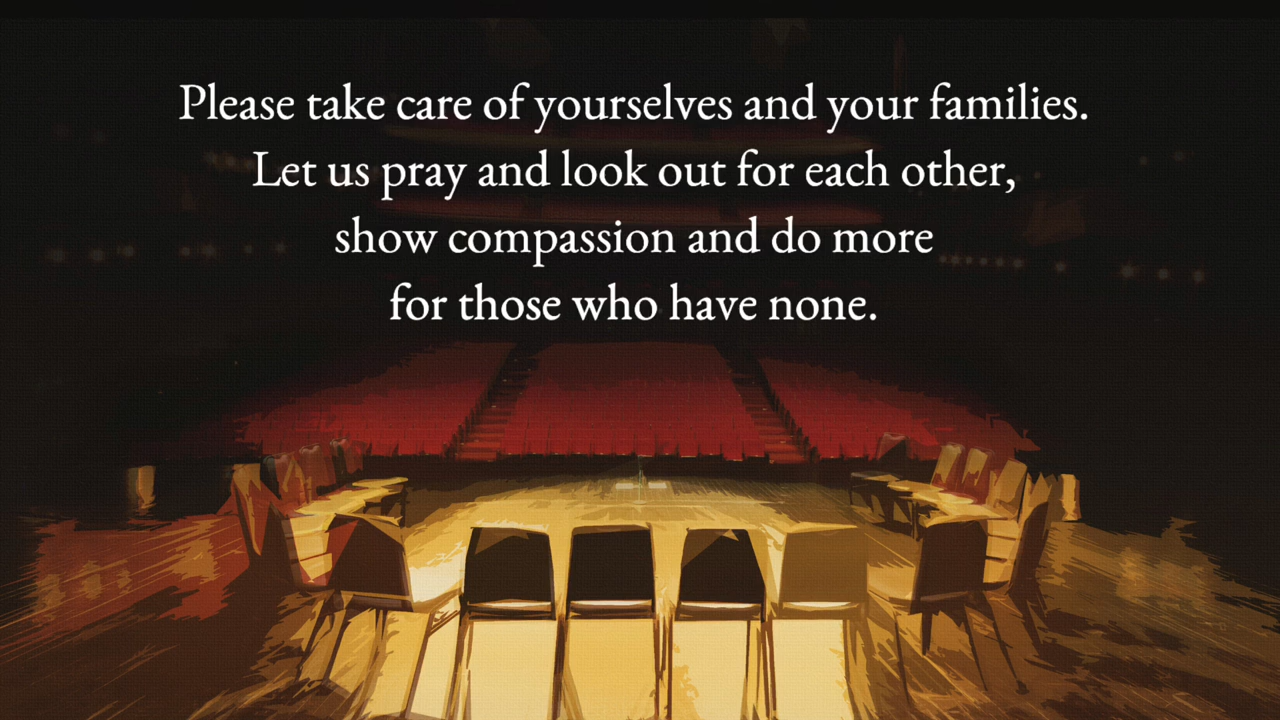 Please take care of yourselves and your families.
Let us pray and look out for each other,
show compassion and do more
for those who have none.